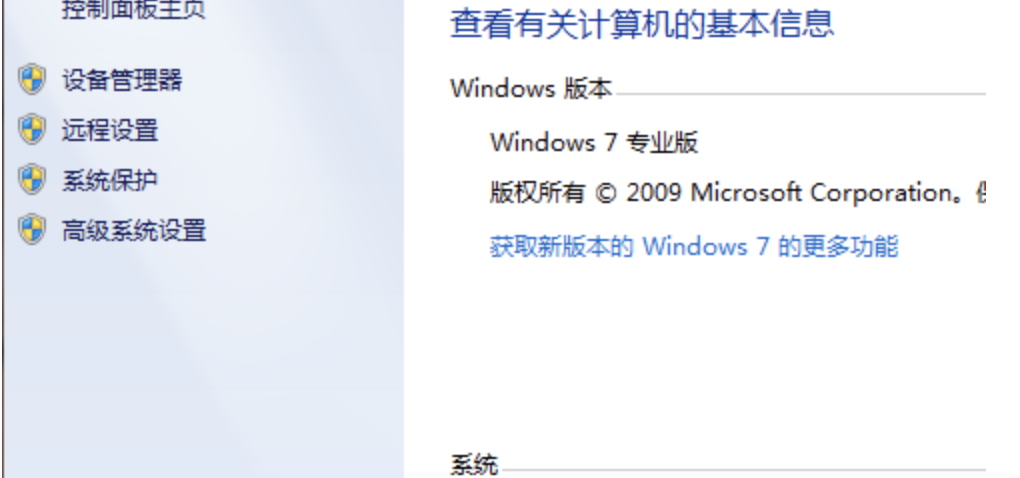 控制面板主页
设备管理器
远程设置
系统保护
高级系统设置
查看有关计算机的基本信息
Windows 版本
Windows 7 专业版
版权所有 © 2009 Microsoft Corporation。
获取新版本的 Windows 7 的更多功能
系统